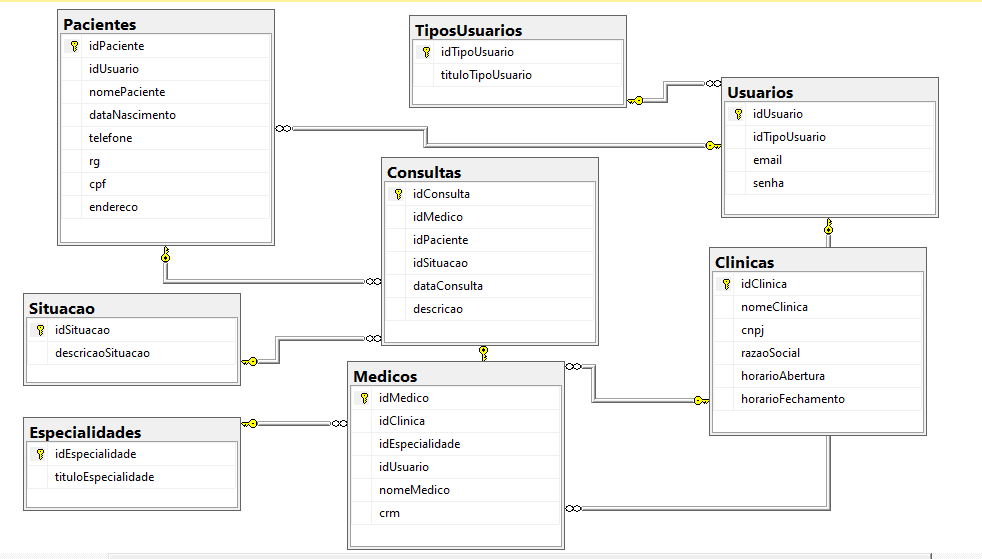 Pacientes
idPaciente
idUsuario
nomePaciente
dataNascimento
telefone
rg
cpf
endereco
TiposUsuarios
idTipoUsuario
tituloTipoUsuario
Usuarios
idUsuario
idTipoUsuario
email
senha
Consultas
idConsulta
idMedico
idPaciente
idSituacao
dataConsulta
descricao
Clinicas
idClinica
nomeClinica
cnpj
razaoSocial
horarioAbertura
horarioFechamento
Situacao
idSituacao
descricaoSituacao
Medicos
idMedico
idClinica
idEspecialidade
idUsuario
nomeMedico
crm
Especialidades
idEspecialidade
tituloEspecialidade